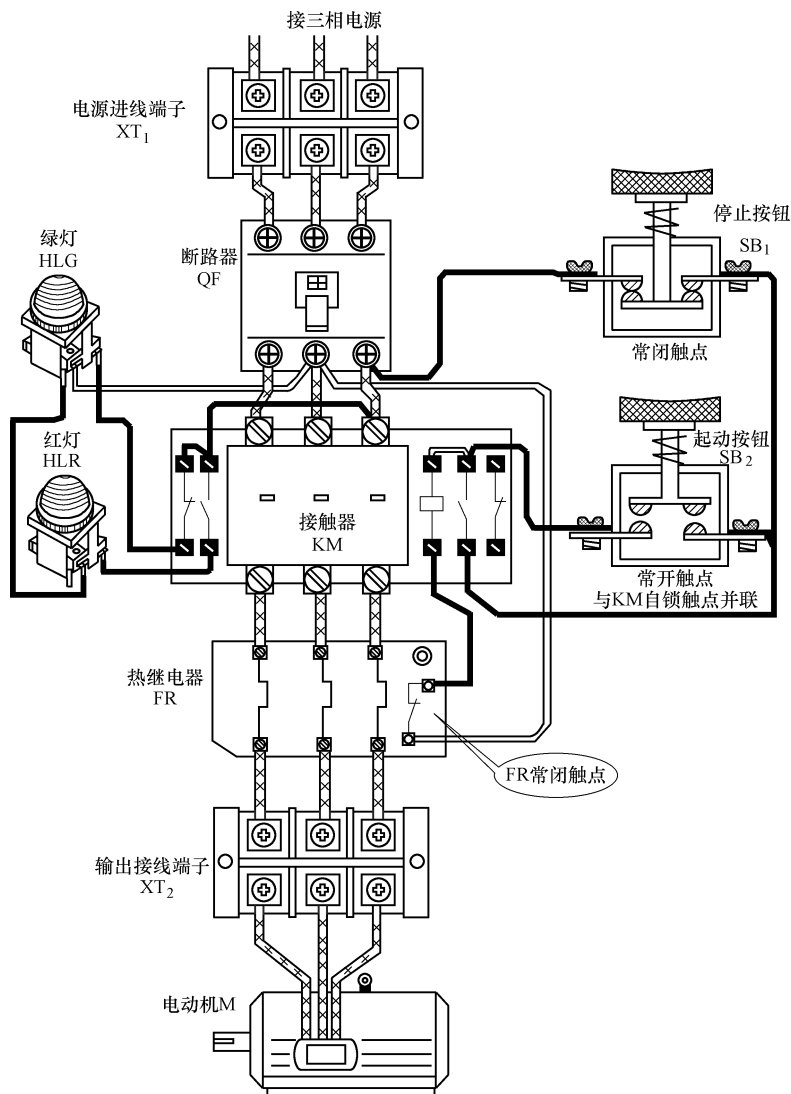 接三相电源
电源进线端子
XT1
停止按钮
SB1
绿灯
HLG
断路器
QF
常闭触点
红灯
HLR
起动按钮
SB2
接触器
KM
常开触点
与KM自锁触点并联
热继电器
FR
FR常闭触点
输出接线端子
XT2
电动机M